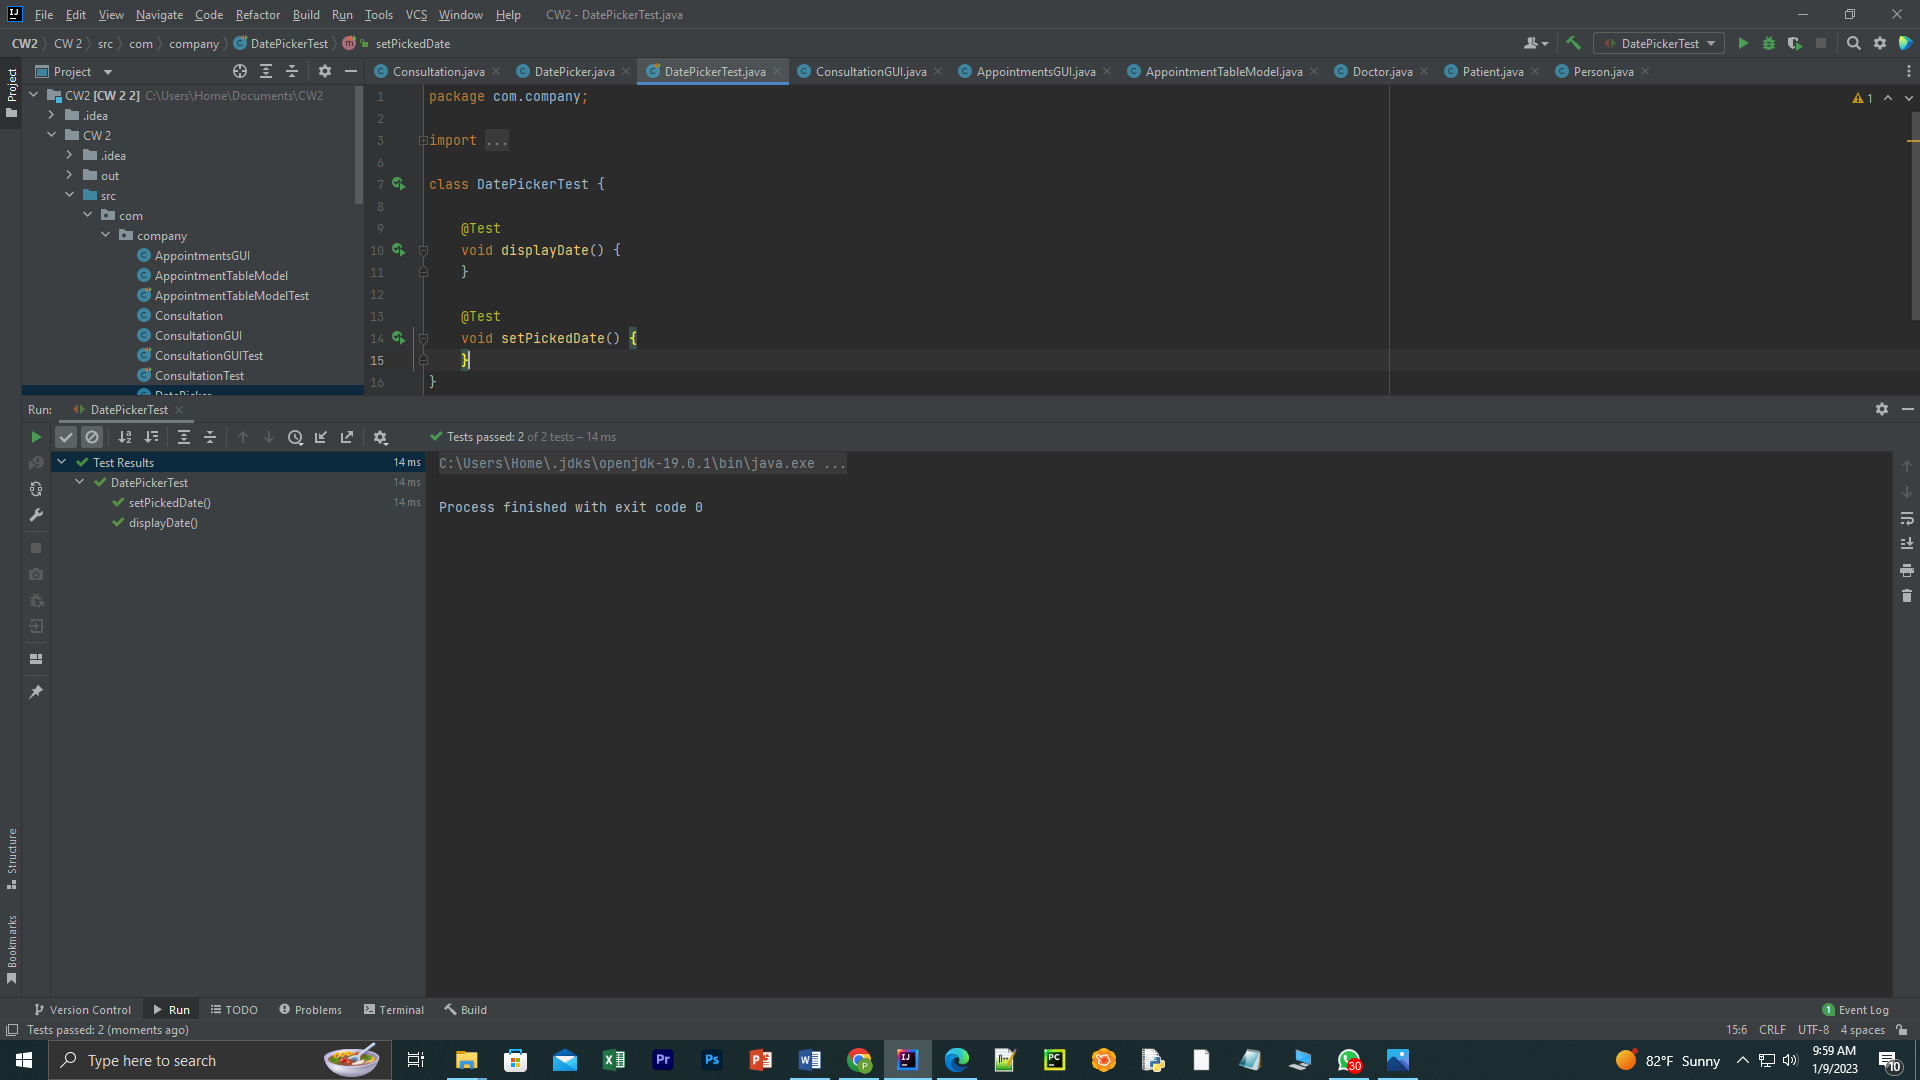 File Edit View Navigate Code Refactor Build Run Tools VCS Window Help CW2 - DatePickerTest.java
CW2 CW 2 src com company DatePickerTest m setPickedDate DatePickerTest
Project
Project
Consultation.java DatePicker.java DatePickerTest.java ConsultationGUI.java AppointmentsGUI.java AppointmentTableModel.java Doctor.java Patient.java Person.java
CW2 [CW 2 2] C:\Users\Home\Documents\CW2
.idea
CW 2
.idea
out
src
com
company
AppointmentsGUI
AppointmentTableModel
AppointmentTableModelTest
Consultation
ConsultationGUI
ConsultationGUITest
ConsultationTest
1 package com.company;
2
3 import ...
6
7 class DatePickerTest {
8
9 @Test
10 void displayDate() {
11 }
12
13 @Test
14 void setPickedDate() {
15 }
16 }
1
Run: DatePickerTest
Tests passed: 2 of 2 tests – 14 ms
Test Results 14 ms
DatePickerTest 14 ms
setPickedDate() 14 ms
displayDate()
C:\Users\Home\.jdks\openjdk-19.0.1\bin\java.exe ...
Process finished with exit code 0
Structure
Bookmarks
Version Control Run TODO Problems Terminal Build 1 Event Log
Tests passed: 2 (moments ago) 15:6 CRLF UTF-8 4 spaces
Type here to search
30
82°F Sunny
9:59 AM
1/9/2023
10